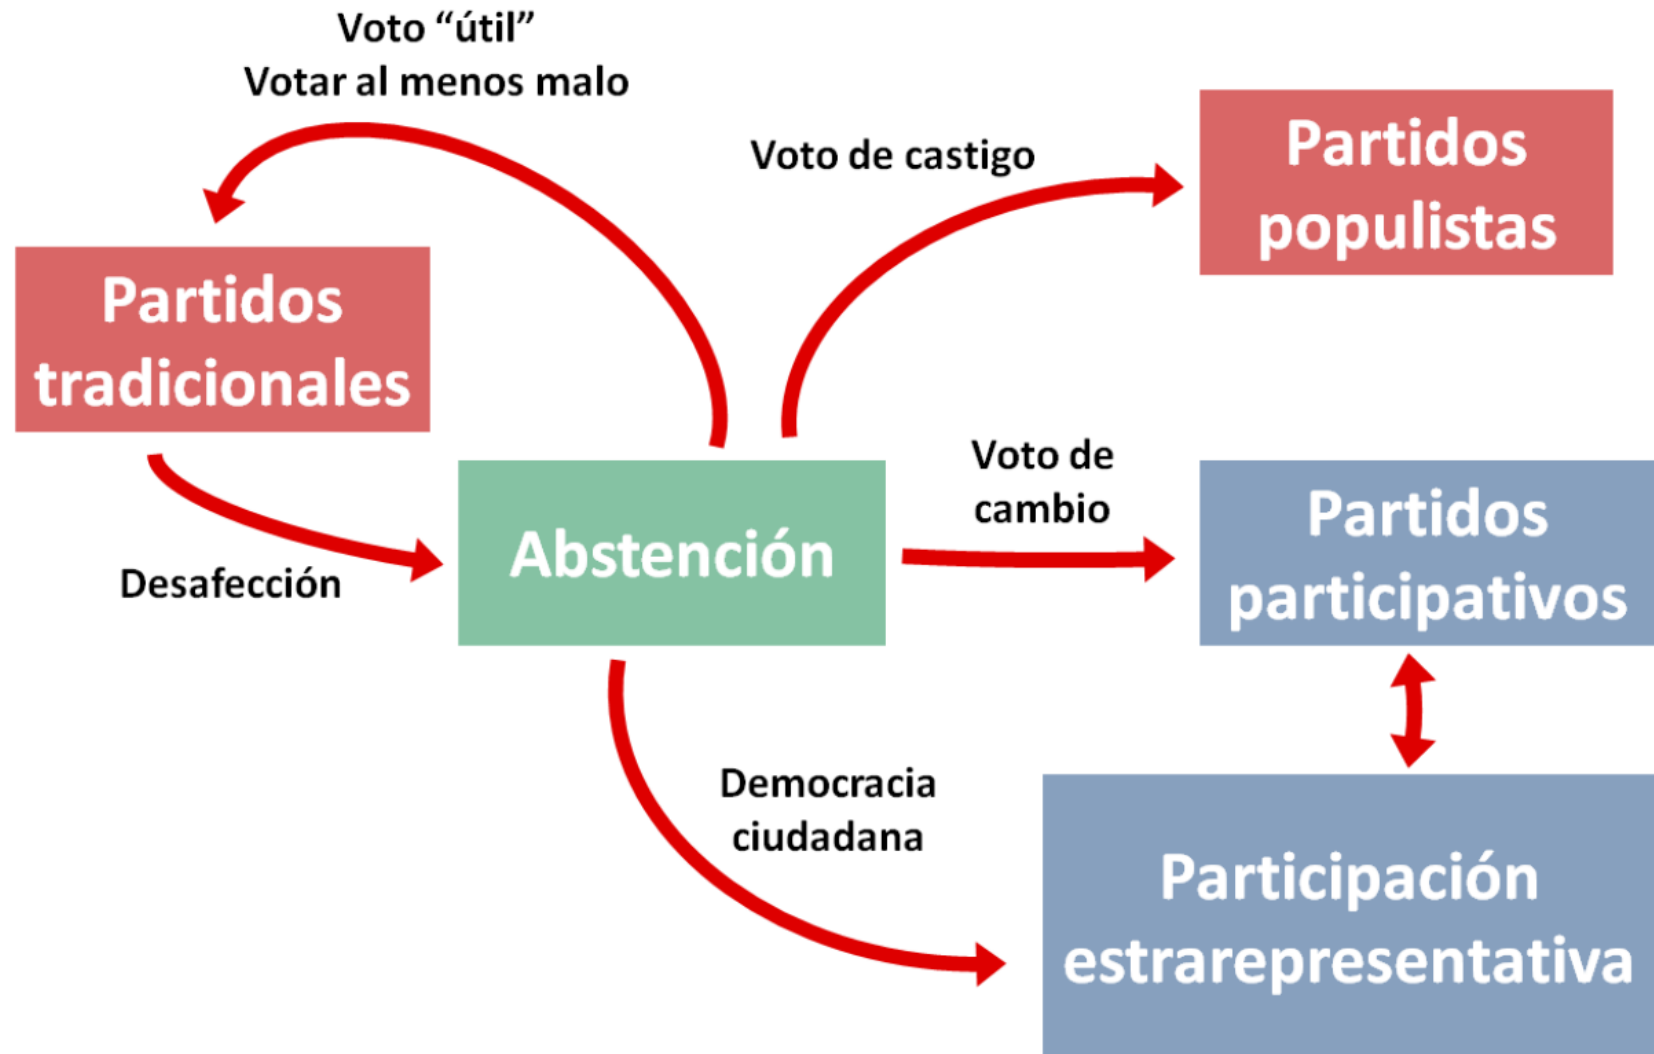 Voto “útil”
Votar al menos malo
Voto de castigo
Partidos
populistas
Partidos
tradicionales
Voto de
cambio
Abstención
Partidos
participativos
Desafección
Democracia
ciudadana
Participación
estrarepresentativa